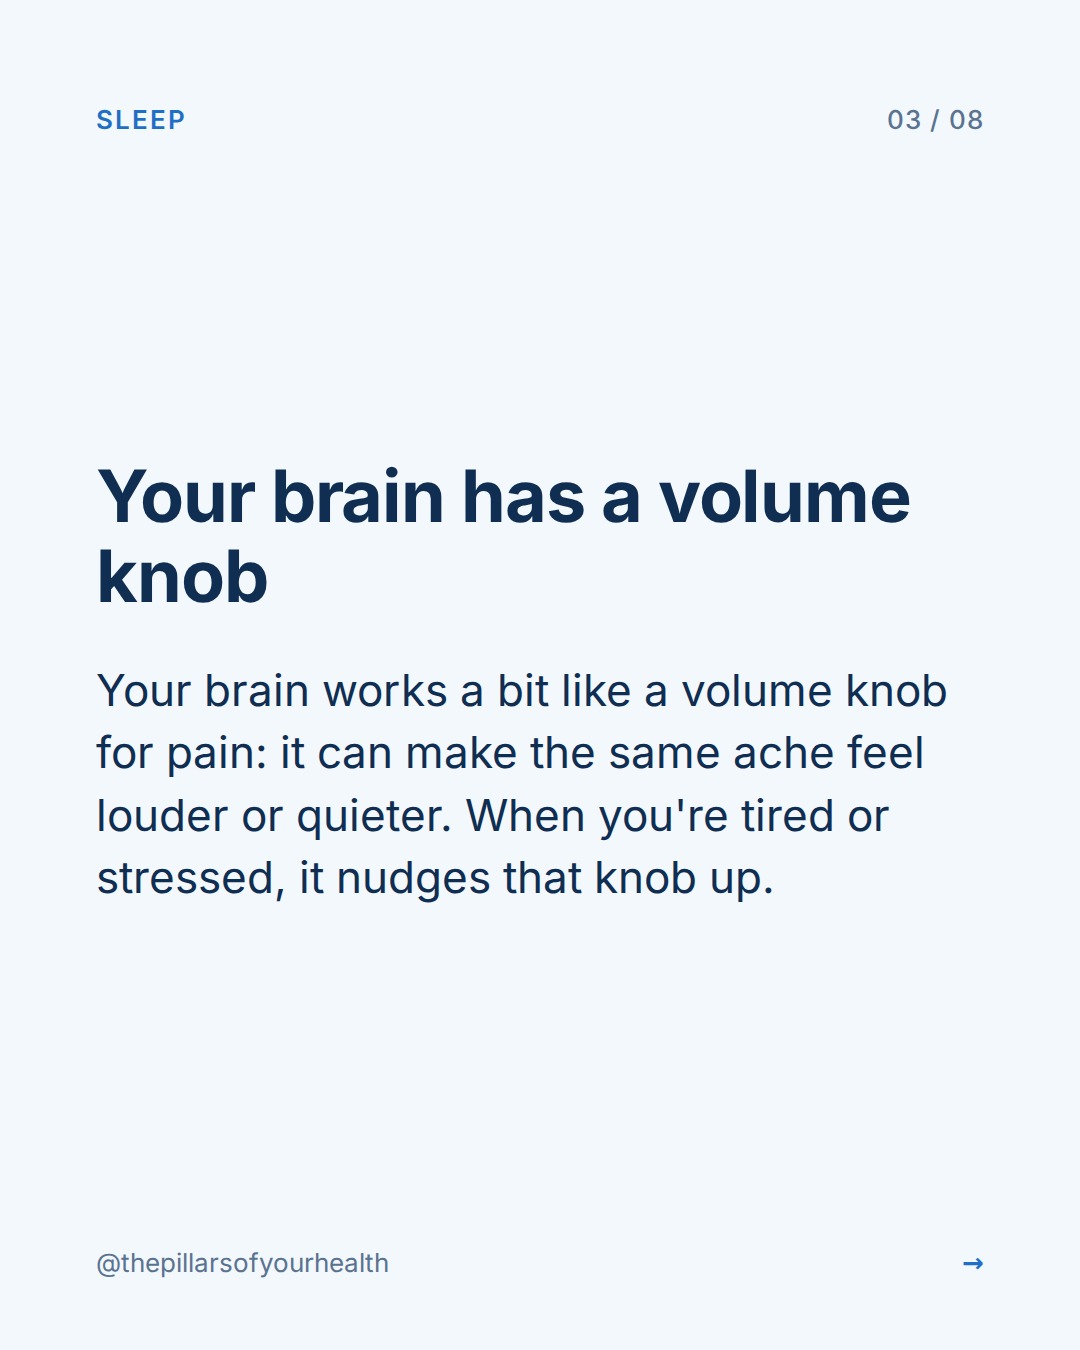 SLEEP
03 / 08
Your brain has a volume
knob
Your brain works a bit like a volume knob
for pain: it can make the same ache feel
louder or quieter. When you're tired or
stressed, it nudges that knob up.
@thepillarsofyourhealth
→